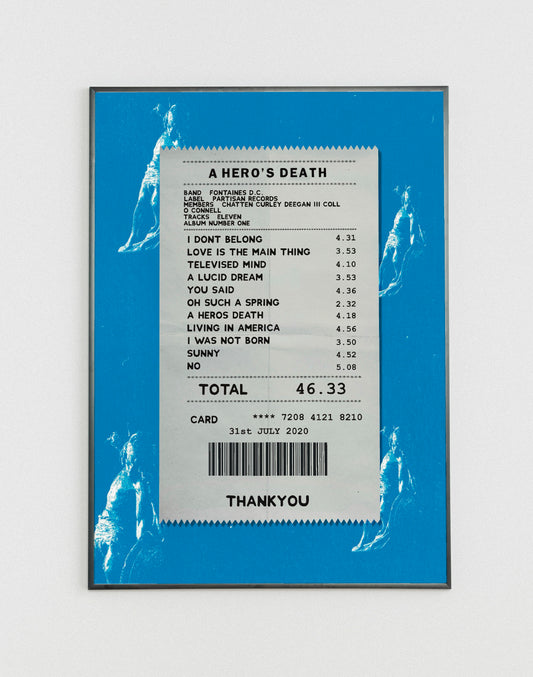 A HERO'S DEATH
BAND FONTAINES D.C.
LABEL PARTISAN RECORDS
MEMBERS CHATTEN CURLEY DEEGAN III COLL
O CONNELL
TRACKS ELEVEN
ALBUM NUMBER ONE
I DONT BELONG 4.31
LOVE IS THE MAIN THING 3.53
TELEVISED MIND 4.10
A LUCID DREAM 3.53
YOU SAID 4.36
OH SUCH A SPRING 2.32
A HEROS DEATH 4.18
LIVING IN AMERICA 4.56
I WAS NOT BORN 3.50
SUNNY 4.52
NO 5.08
TOTAL 46.33
CARD **** 7208 4121 8210
31st JULY 2020
THANKYOU